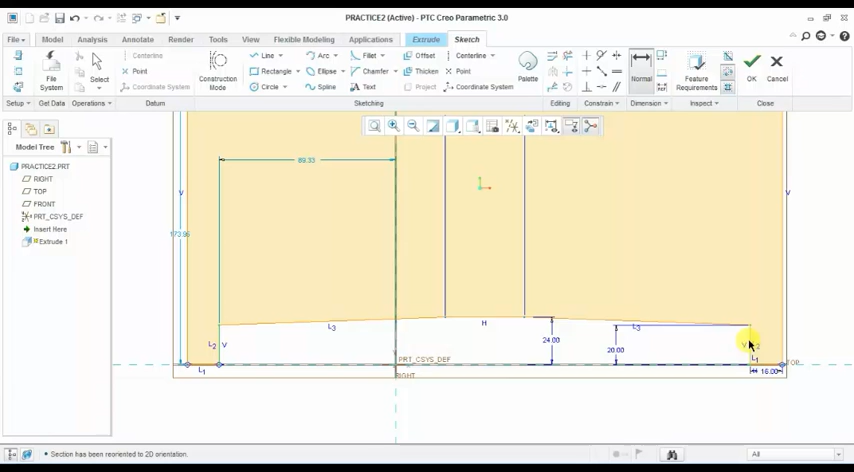 PRACTICE2 (Active) - PTC Creo Parametric 3.0
File Model Analysis Annotate Render Tools View Flexible Modeling Applications Extrude Sketch
Centerline Line Arc Fillet Offset Centerline
Point Rectangle Ellipse Chamfer Thicken Point
Coordinate System Circle Spline Text Project Coordinate System
File System Select Construction Mode Palette Normal Feature Requirements OK Cancel
Setup Get Data Operations Datum Sketching Editing Constrain Dimension Inspect Close
Model Tree
PRACTICE2.PRT
RIGHT
TOP
FRONT
PRT_CSYS_DEF
Insert Here
Extrude 1
89.33
V
V
173.96
L3
H
L3
L2 V
24.00
20.00
V 2
L1
PRT_CSYS_DEF
TOP
L1
RIGHT
16.00
Section has been reoriented to 2D orientation.
All